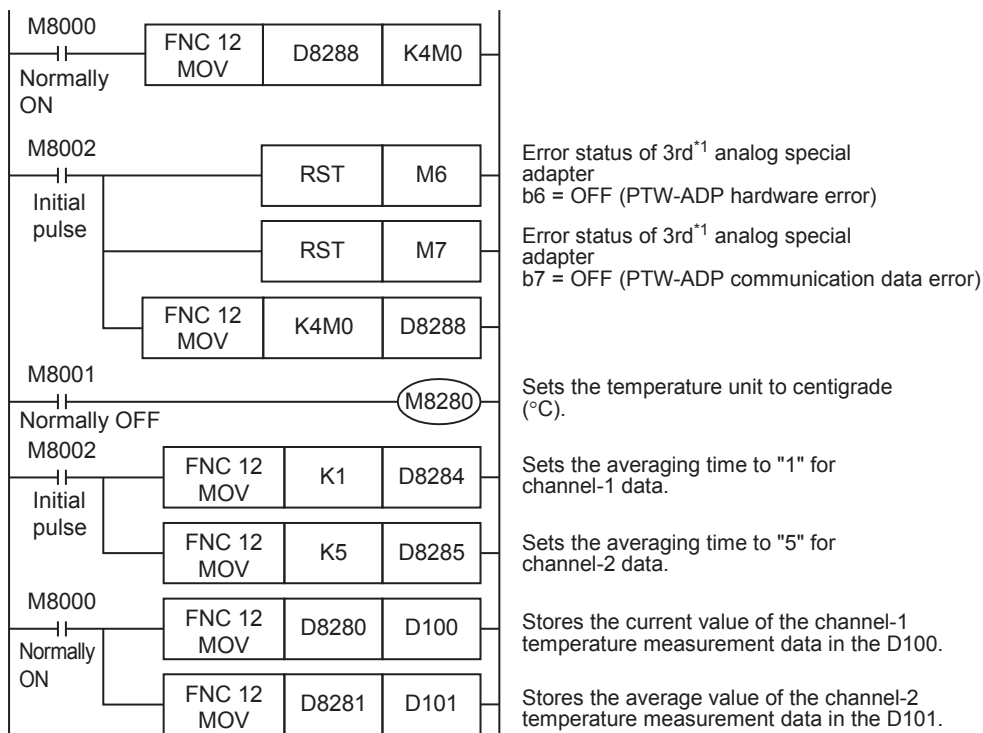 M8000
FNC 12
MOV
D8288
K4M0
Normally
ON
M8002
Initial
pulse
RST
M6
Error status of 3rd*1 analog special
adapter
b6 = OFF (PTW-ADP hardware error)
RST
M7
Error status of 3rd*1 analog special
adapter
b7 = OFF (PTW-ADP communication data error)
FNC 12
MOV
K4M0
D8288
M8001
Normally OFF
M8280
Sets the temperature unit to centigrade
(°C).
M8002
Initial
pulse
FNC 12
MOV
K1
D8284
Sets the averaging time to "1" for
channel-1 data.
FNC 12
MOV
K5
D8285
Sets the averaging time to "5" for
channel-2 data.
M8000
Normally
ON
FNC 12
MOV
D8280
D100
Stores the current value of the channel-1
temperature measurement data in the D100.
FNC 12
MOV
D8281
D101
Stores the average value of the channel-2
temperature measurement data in the D101.